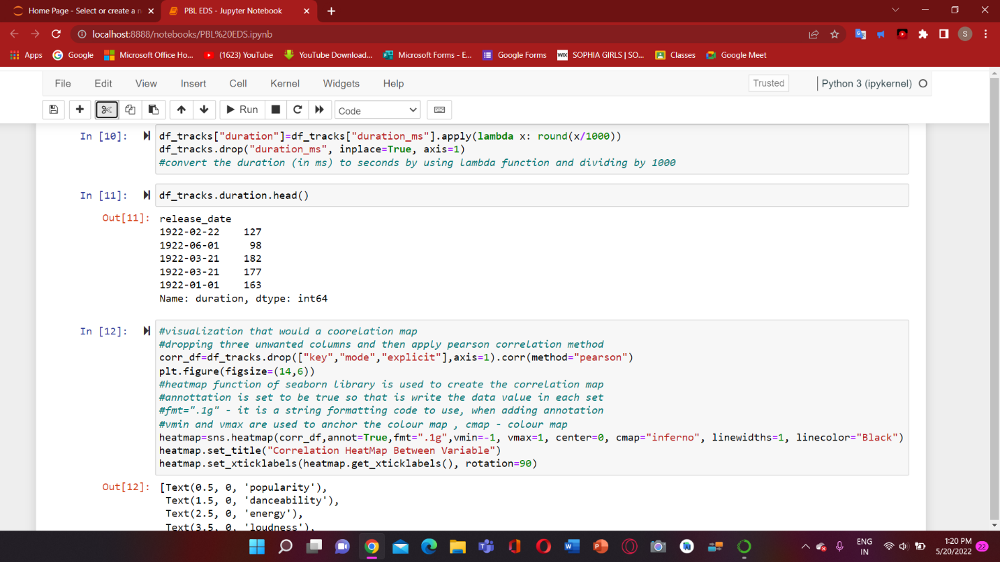 Home Page - Select or create a n
PBL EDS - Jupyter Notebook
localhost:8888/notebooks/PBL%20EDS.ipynb
S
Apps
Google
Microsoft Office Ho...
(1623) YouTube
YouTube Download...
Microsoft Forms - E...
Google Forms
WIX
SOPHIA GIRLS | SO...
Classes
Google Meet
File
Edit
View
Insert
Cell
Kernel
Widgets
Help
Trusted
Python 3 (ipykernel)
Run
Code
In [10]:
df_tracks["duration"]=df_tracks["duration_ms"].apply(lambda x: round(x/1000))
df_tracks.drop("duration_ms", inplace=True, axis=1)
#convert the duration (in ms) to seconds by using lambda function and dividing by 1000
In [11]:
df_tracks.duration.head()
Out[11]:
release_date
1922-02-22    127
1922-06-01     98
1922-03-21    182
1922-03-21    177
1922-01-01    163
Name: duration, dtype: int64
In [12]:
#visualization that would a coorelation map
#dropping three unwanted columns and then apply pearson correlation method
corr_df=df_tracks.drop(["key","mode","explicit"],axis=1).corr(method="pearson")
plt.figure(figsize=(14,6))
#heatmap function of seaborn library is used to create the correlation map
#annottation is set to be true so that is write the data value in each set
#fmt=".1g" - it is a string formatting code to use, when adding annotation
#vmin and vmax are used to anchor the colour map , cmap - colour map
heatmap=sns.heatmap(corr_df,annot=True,fmt=".1g",vmin=-1, vmax=1, center=0, cmap="inferno", linewidths=1, linecolor="Black")
heatmap.set_title("Correlation HeatMap Between Variable")
heatmap.set_xticklabels(heatmap.get_xticklabels(), rotation=90)
Out[12]:
[Text(0.5, 0, 'popularity'),
Text(1.5, 0, 'danceability'),
Text(2.5, 0, 'energy'),
Text(3.5, 0, 'loudness'),
ENG
IN
1:20 PM
5/20/2022
22